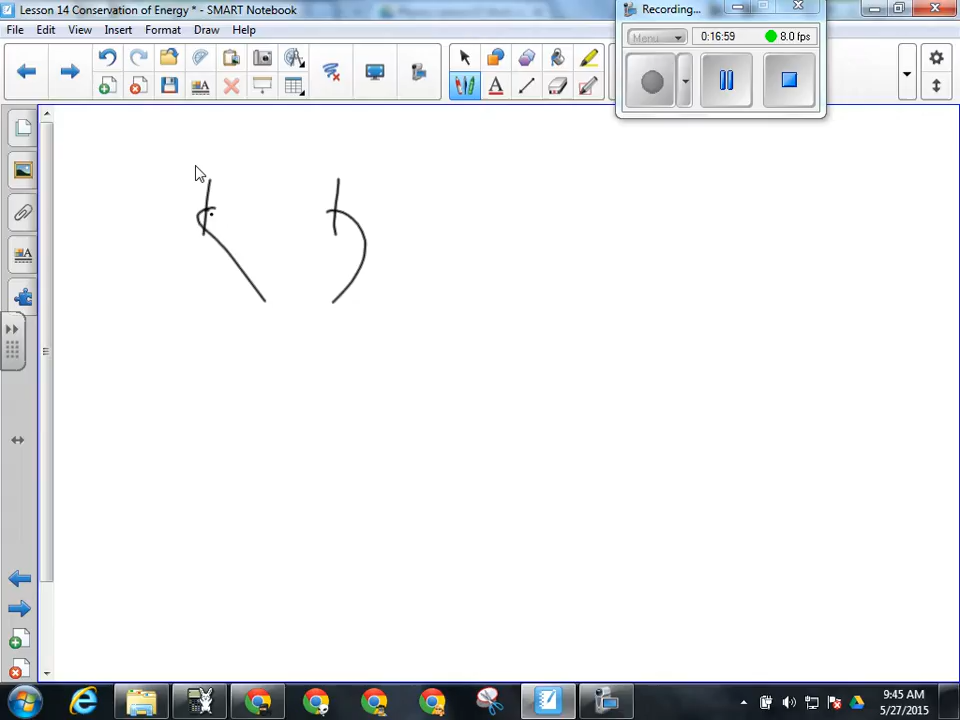 Lesson 14 Conservation of Energy * - SMART Notebook
Recording...
File Edit View Insert Format Draw Help
Menu 0:16:59 8.0 fps
9:45 AM
5/27/2015